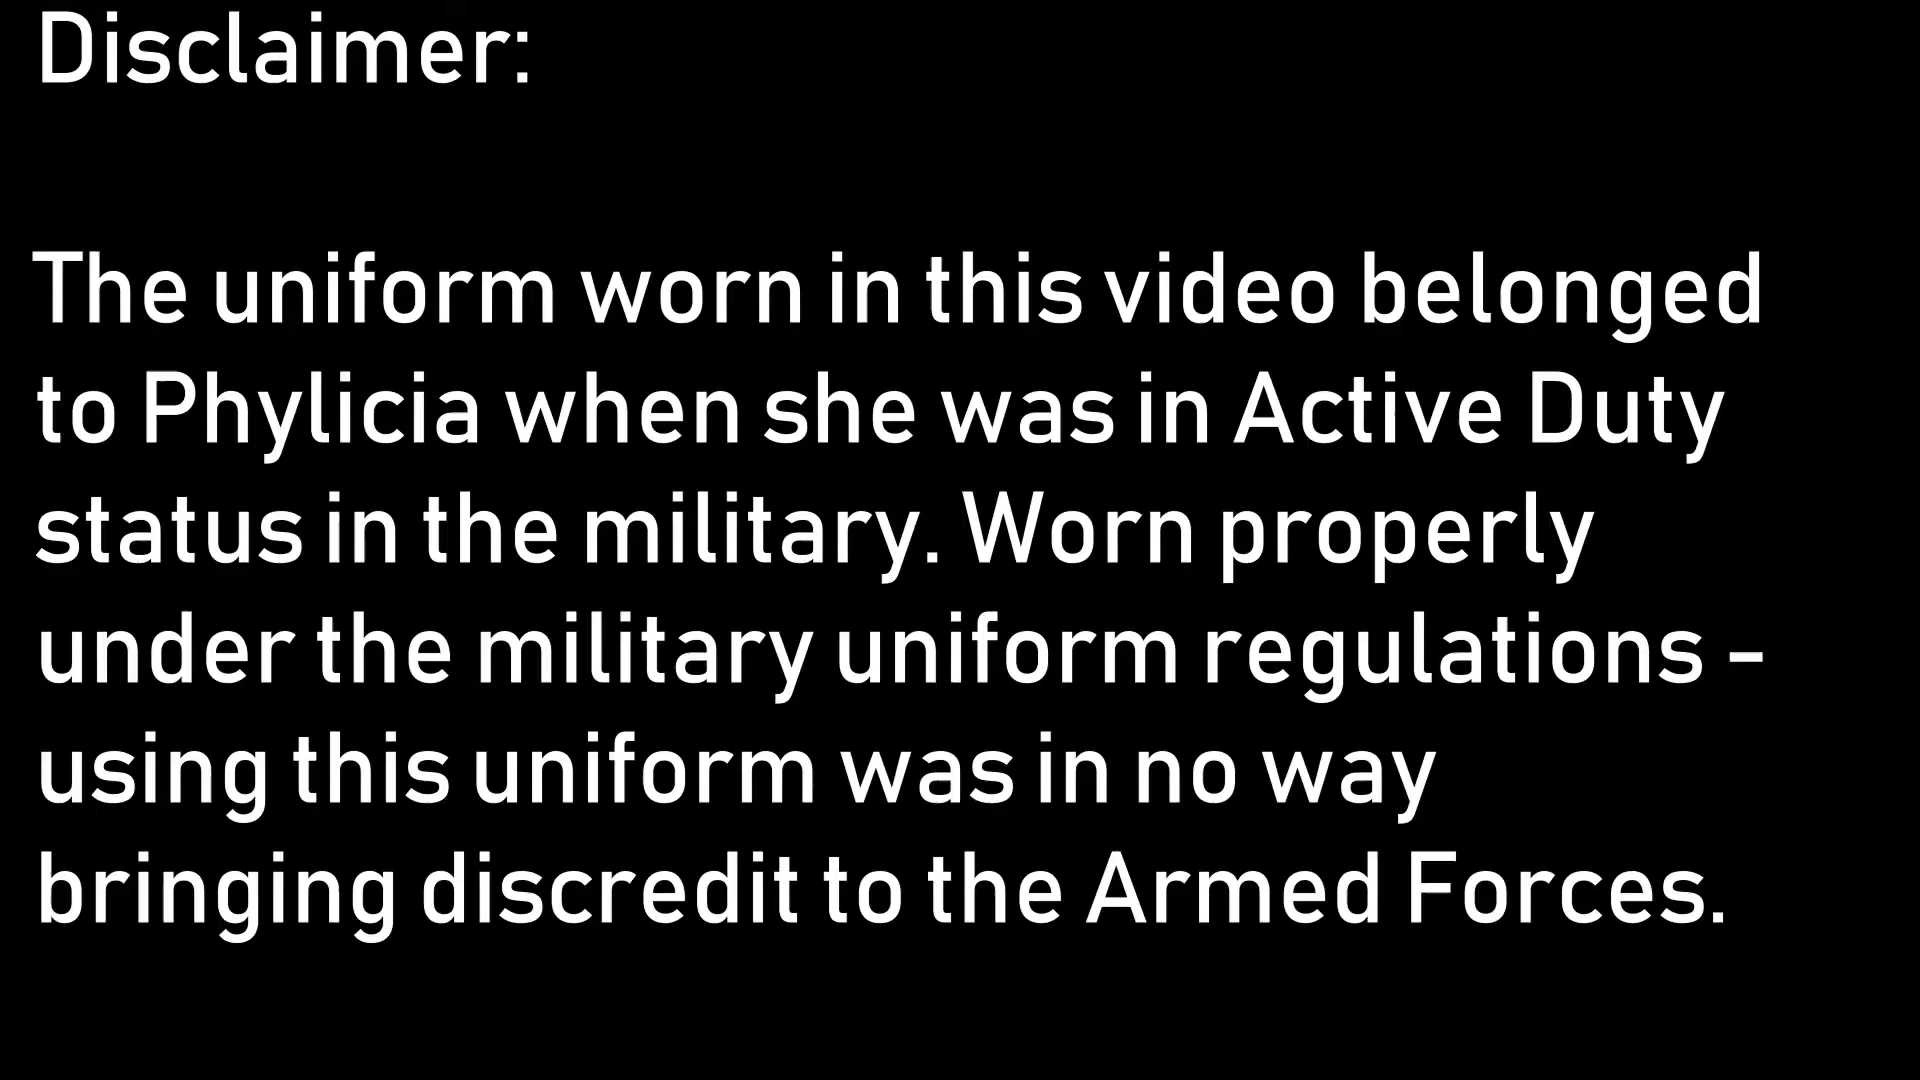 Disclaimer:
The uniform worn in this video belonged
to Phylicia when she was in Active Duty
status in the military. Worn properly
under the military uniform regulations -
using this uniform was in no way
bringing discredit to the Armed Forces.